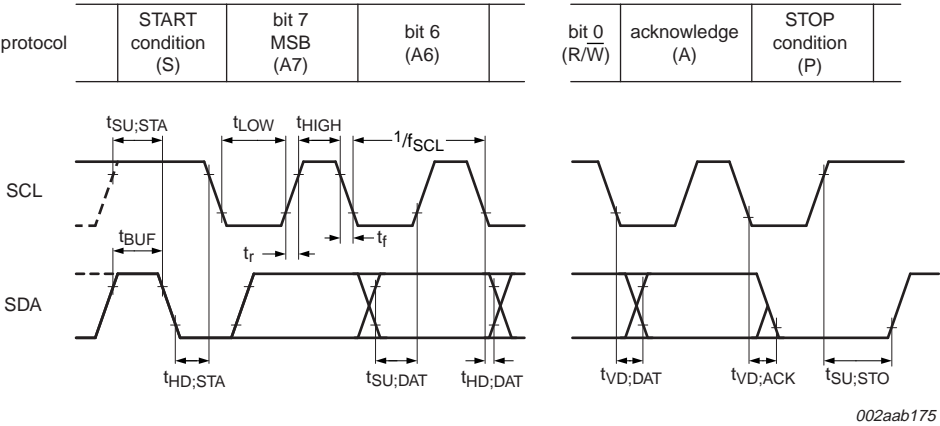 protocol
START condition (S)
bit 7 MSB (A7)
bit 6 (A6)
bit 0 (R/W̅)
acknowledge (A)
STOP condition (P)
tSU;STA
tLOW
tHIGH
1/fSCL
SCL
tBUF
tr
tf
SDA
tHD;STA
tSU;DAT
tHD;DAT
tVD;DAT
tVD;ACK
tSU;STO
002aab175